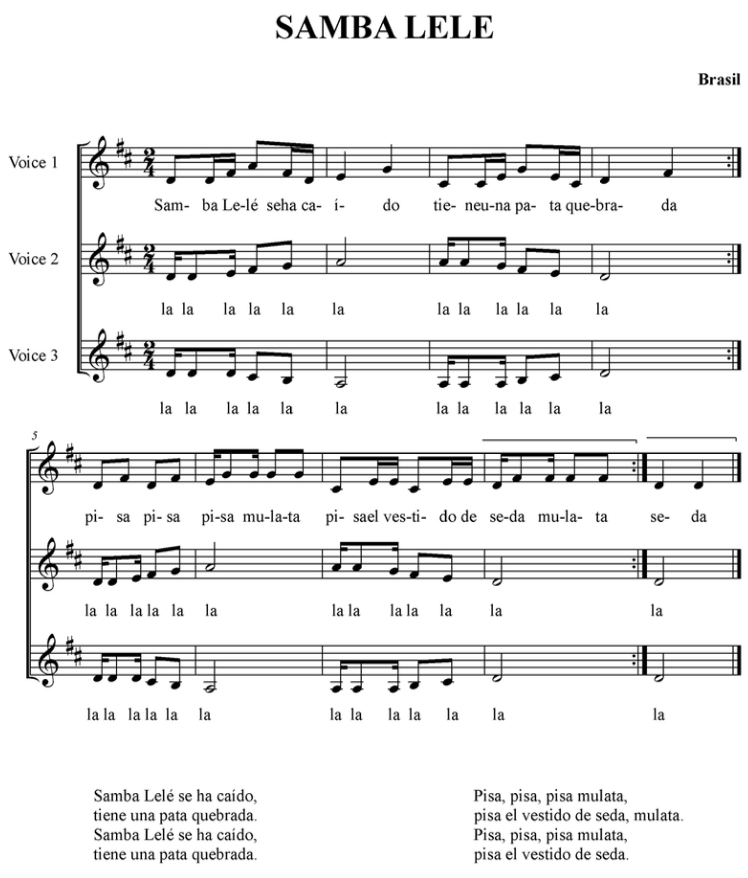 SAMBA LELE
Brasil
Voice 1
2/4
Sam- ba Le-lé seha ca- í- do tie- neu-na pa- ta que-bra- da
Voice 2
2/4
la la la la la la la la la la la la
Voice 3
2/4
la la la la la la la la la la la la
5
pi- sa pi- sa pi-sa mu-la-ta pi- sael ves-ti- do de se-da mu-la- ta se- da
la la la la la la la la la la la la la
la la la la la la la la la la la la la
Samba Lelé se ha caído,
tiene una pata quebrada.
Samba Lelé se ha caído,
tiene una pata quebrada.
Pisa, pisa, pisa mulata,
pisa el vestido de seda, mulata.
Pisa, pisa, pisa mulata,
pisa el vestido de seda.